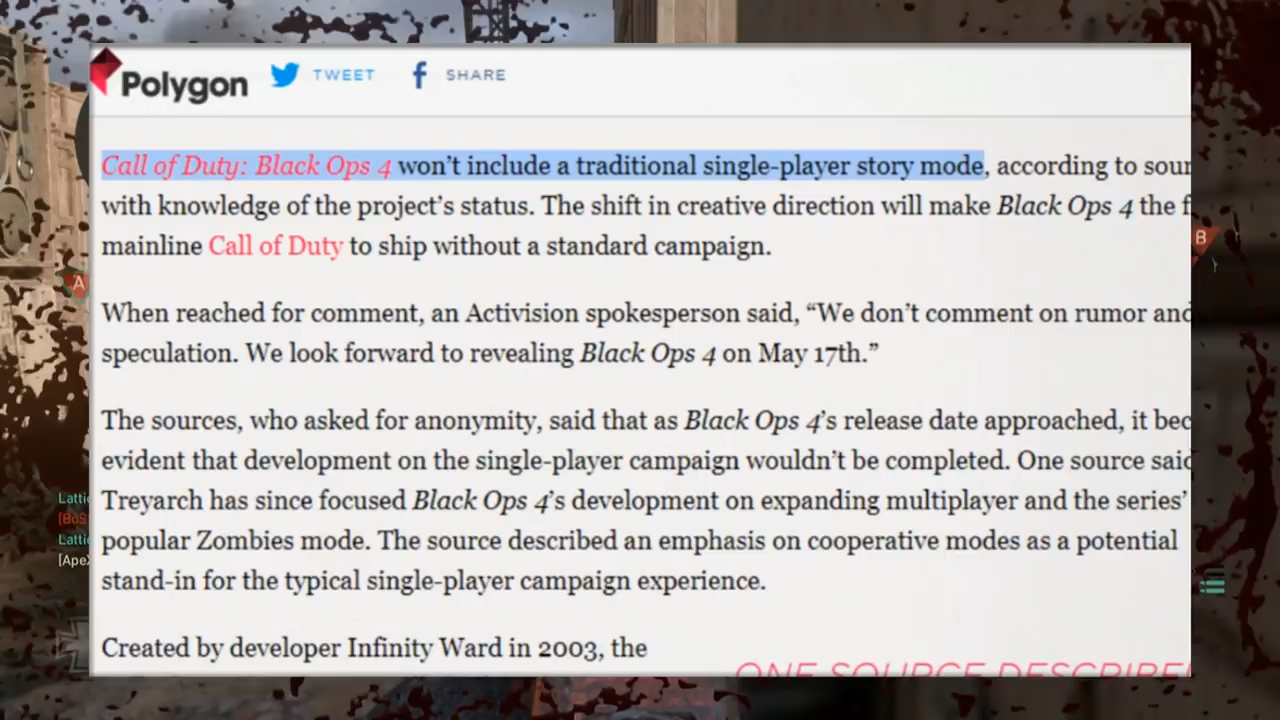 Polygon TWEET SHARE
Call of Duty: Black Ops 4 won’t include a traditional single-player story mode, according to sour
with knowledge of the project’s status. The shift in creative direction will make Black Ops 4 the f
mainline Call of Duty to ship without a standard campaign.
When reached for comment, an Activision spokesperson said, “We don’t comment on rumor and
speculation. We look forward to revealing Black Ops 4 on May 17th.”
The sources, who asked for anonymity, said that as Black Ops 4’s release date approached, it bec
evident that development on the single-player campaign wouldn’t be completed. One source said
Treyarch has since focused Black Ops 4’s development on expanding multiplayer and the series’
popular Zombies mode. The source described an emphasis on cooperative modes as a potential
stand-in for the typical single-player campaign experience.
Created by developer Infinity Ward in 2003, the
ONE SOURCE DESCRIBE
A
B
Lattie
[BoS
Lattie
[Ape